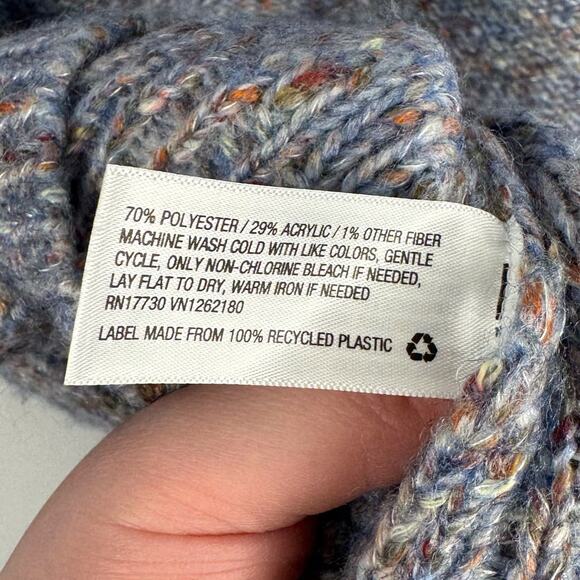 70% POLYESTER / 29% ACRYLIC / 1% OTHER FIBER
MACHINE WASH COLD WITH LIKE COLORS, GENTLE
CYCLE, ONLY NON-CHLORINE BLEACH IF NEEDED,
LAY FLAT TO DRY, WARM IRON IF NEEDED
RN17730 VN1262180
LABEL MADE FROM 100% RECYCLED PLASTIC